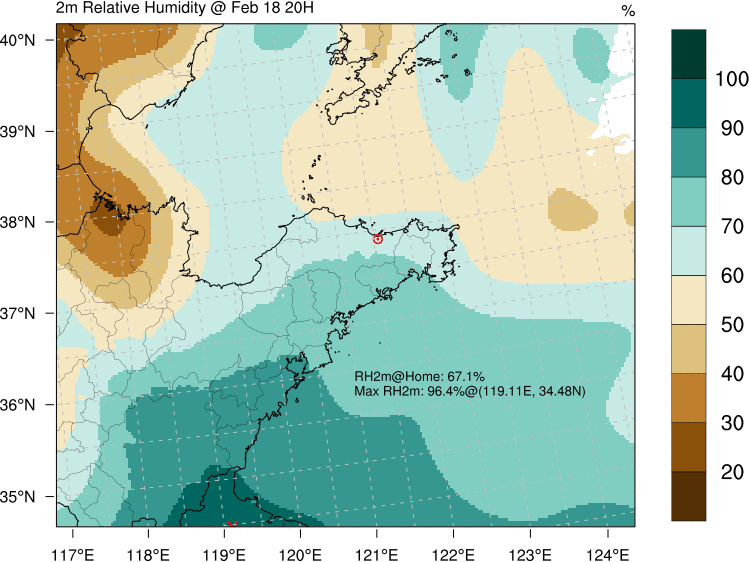 2m Relative Humidity @ Feb 18 20H
%
40°N
39°N
38°N
37°N
36°N
35°N
RH2m@Home: 67.1%
Max RH2m: 96.4%@(119.11E, 34.48N)
117°E 118°E 119°E 120°E 121°E 122°E 123°E 124°E
100
90
80
70
60
50
40
30
20